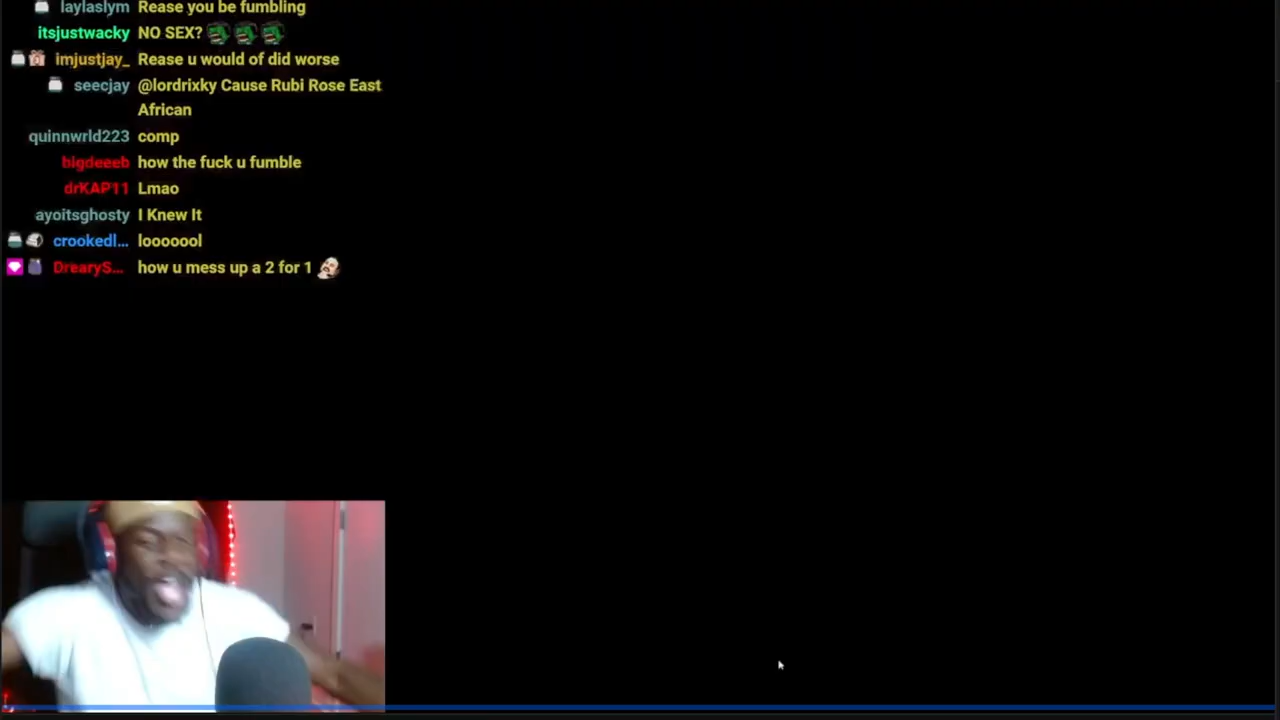 laylaslym Rease you be fumbling
itsjustwacky NO SEX?
imjustjay_ Rease u would of did worse
seecjay @lordrixky Cause Rubi Rose East
African
quinnwrld223 comp
bigdeeeb how the fuck u fumble
drKAP11 Lmao
ayoitsghosty I Knew It
crookedl... looooool
DreryS... how u mess up a 2 for 1